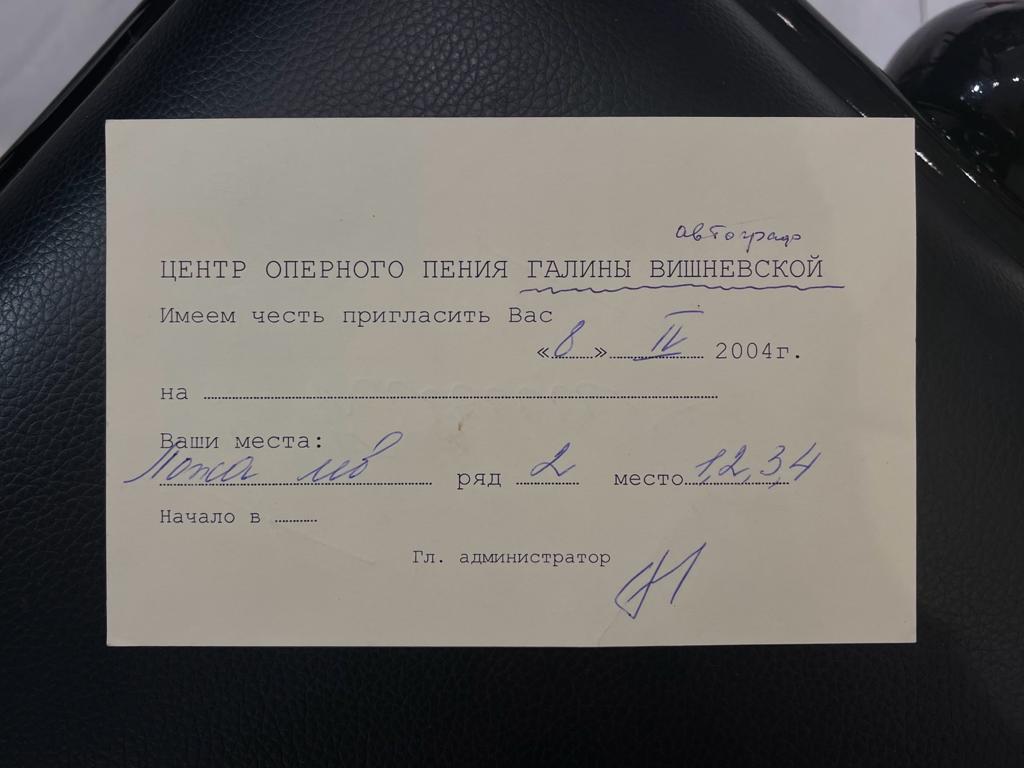 автограф
ЦЕНТР ОПЕРНОГО ПЕНИЯ ГАЛИНЫ ВИШНЕВСКОЙ
Имеем честь пригласить Вас
«8» IV 2004г.
на
Ваши места:
Ложа лев ряд 2 место 1,2,3,4
Начало в
Гл. администратор